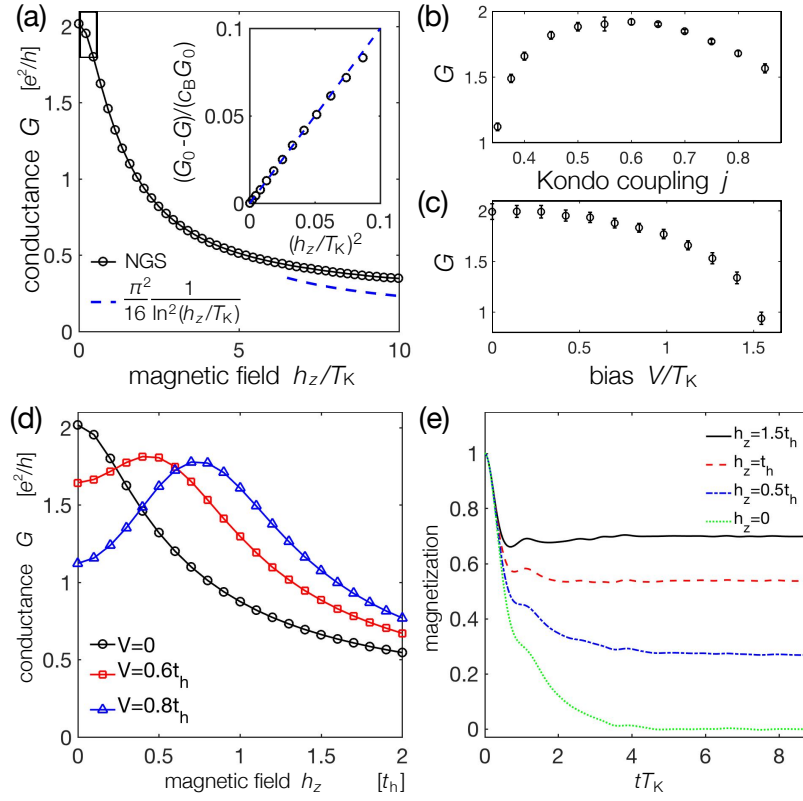 (a)
2
1.5
1
0.5
0
conductance G [e²/h]
0
5
10
magnetic field h_z/T_K
NGS
π²/16 1/ln²(h_z/T_K)
0.1
0.05
0
(G₀-G)/(c_B G₀)
0
0.05
0.1
(h_z/T_K)²
(b)
2
1.5
1
G
0.4
0.5
0.6
0.7
0.8
Kondo coupling j
(c)
2
1.5
1
G
0
0.5
1
1.5
bias V/T_K
(d)
2
1.5
1
0.5
0
conductance G [e²/h]
V=0
V=0.6t_h
V=0.8t_h
0
0.5
1
1.5
2
magnetic field h_z [t_h]
(e)
1
0.8
0.6
0.4
0.2
0
magnetization
h_z=1.5t_h
h_z=t_h
h_z=0.5t_h
h_z=0
0
2
4
6
8
tT_K